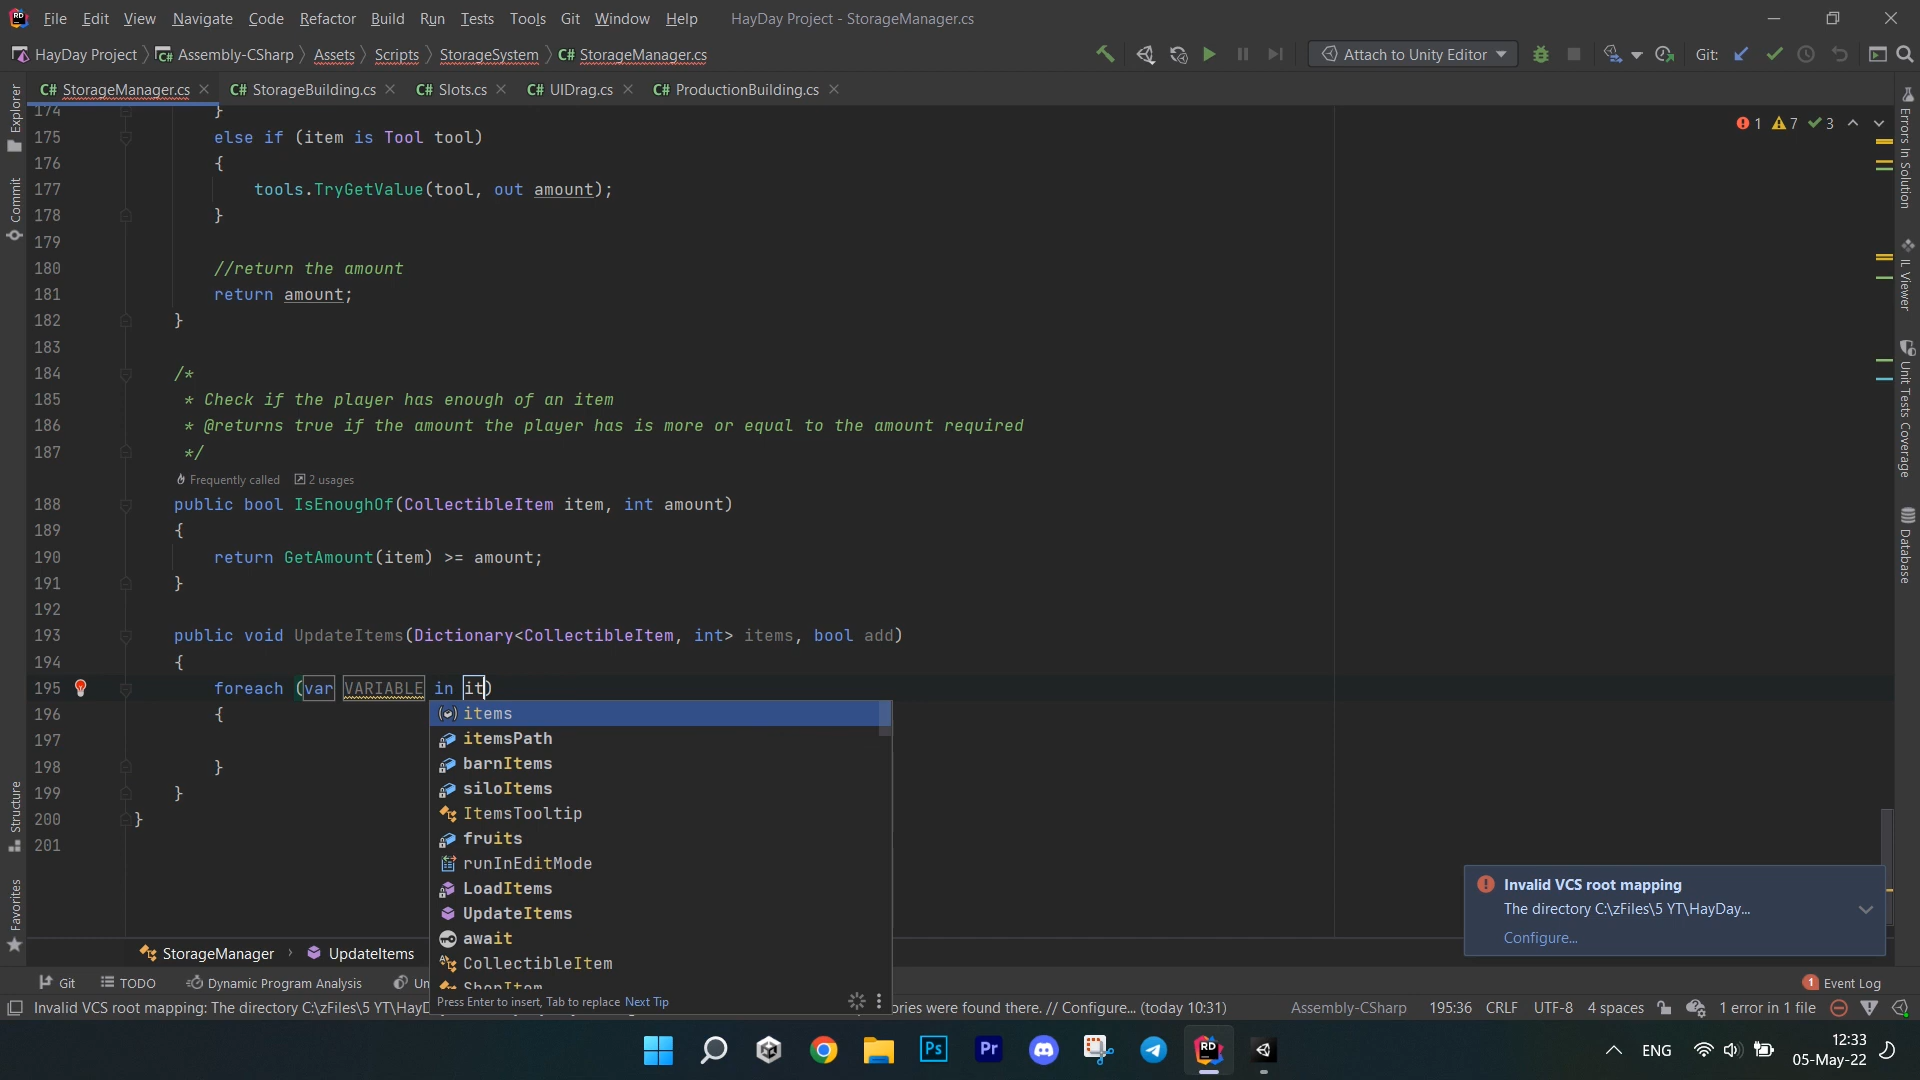 File Edit View Navigate Code Refactor Build Run Tests Tools Git Window Help HayDay Project - StorageManager.cs
HayDay Project Assembly-CSharp Assets Scripts StorageSystem C# StorageManager.cs Attach to Unity Editor Git:
C# StorageManager.cs C# StorageBuilding.cs C# Slots.cs C# UIDrag.cs C# ProductionBuilding.cs
Explorer
Commit
Structure
Favorites
1 7 3
174 }
175 else if (item is Tool tool)
176 {
177 tools.TryGetValue(tool, out amount);
178 }
179
180 //return the amount
181 return amount;
182 }
183
184 /*
185 * Check if the player has enough of an item
186 * @returns true if the amount the player has is more or equal to the amount required
187 */
Frequently called 2 usages
188 public bool IsEnoughOf(CollectibleItem item, int amount)
189 {
190 return GetAmount(item) >= amount;
191 }
192
193 public void UpdateItems(Dictionary<CollectibleItem, int> items, bool add)
194 {
195 foreach (var VARIABLE in it)
196 {
197
198 }
199 }
200 }
201
items
itemsPath
barnItems
siloItems
ItemsTooltip
fruits
runInEditMode
LoadItems
UpdateItems
await
CollectibleItem
ShopItem
Press Enter to insert, Tab to replace Next Tip
Errors In Solution
IL Viewer
Unit Tests Coverage
Database
Invalid VCS root mapping
The directory C:\zFiles\5 YT\HayDay...
Configure...
StorageManager UpdateItems
Git TODO Dynamic Program Analysis Un
1 Event Log
Invalid VCS root mapping: The directory C:\zFiles\5 YT\HayD
ories were found there. // Configure... (today 10:31) Assembly-CSharp 195:36 CRLF UTF-8 4 spaces 1 error in 1 file
Ps Pr RD ENG 12:33
05-May-22